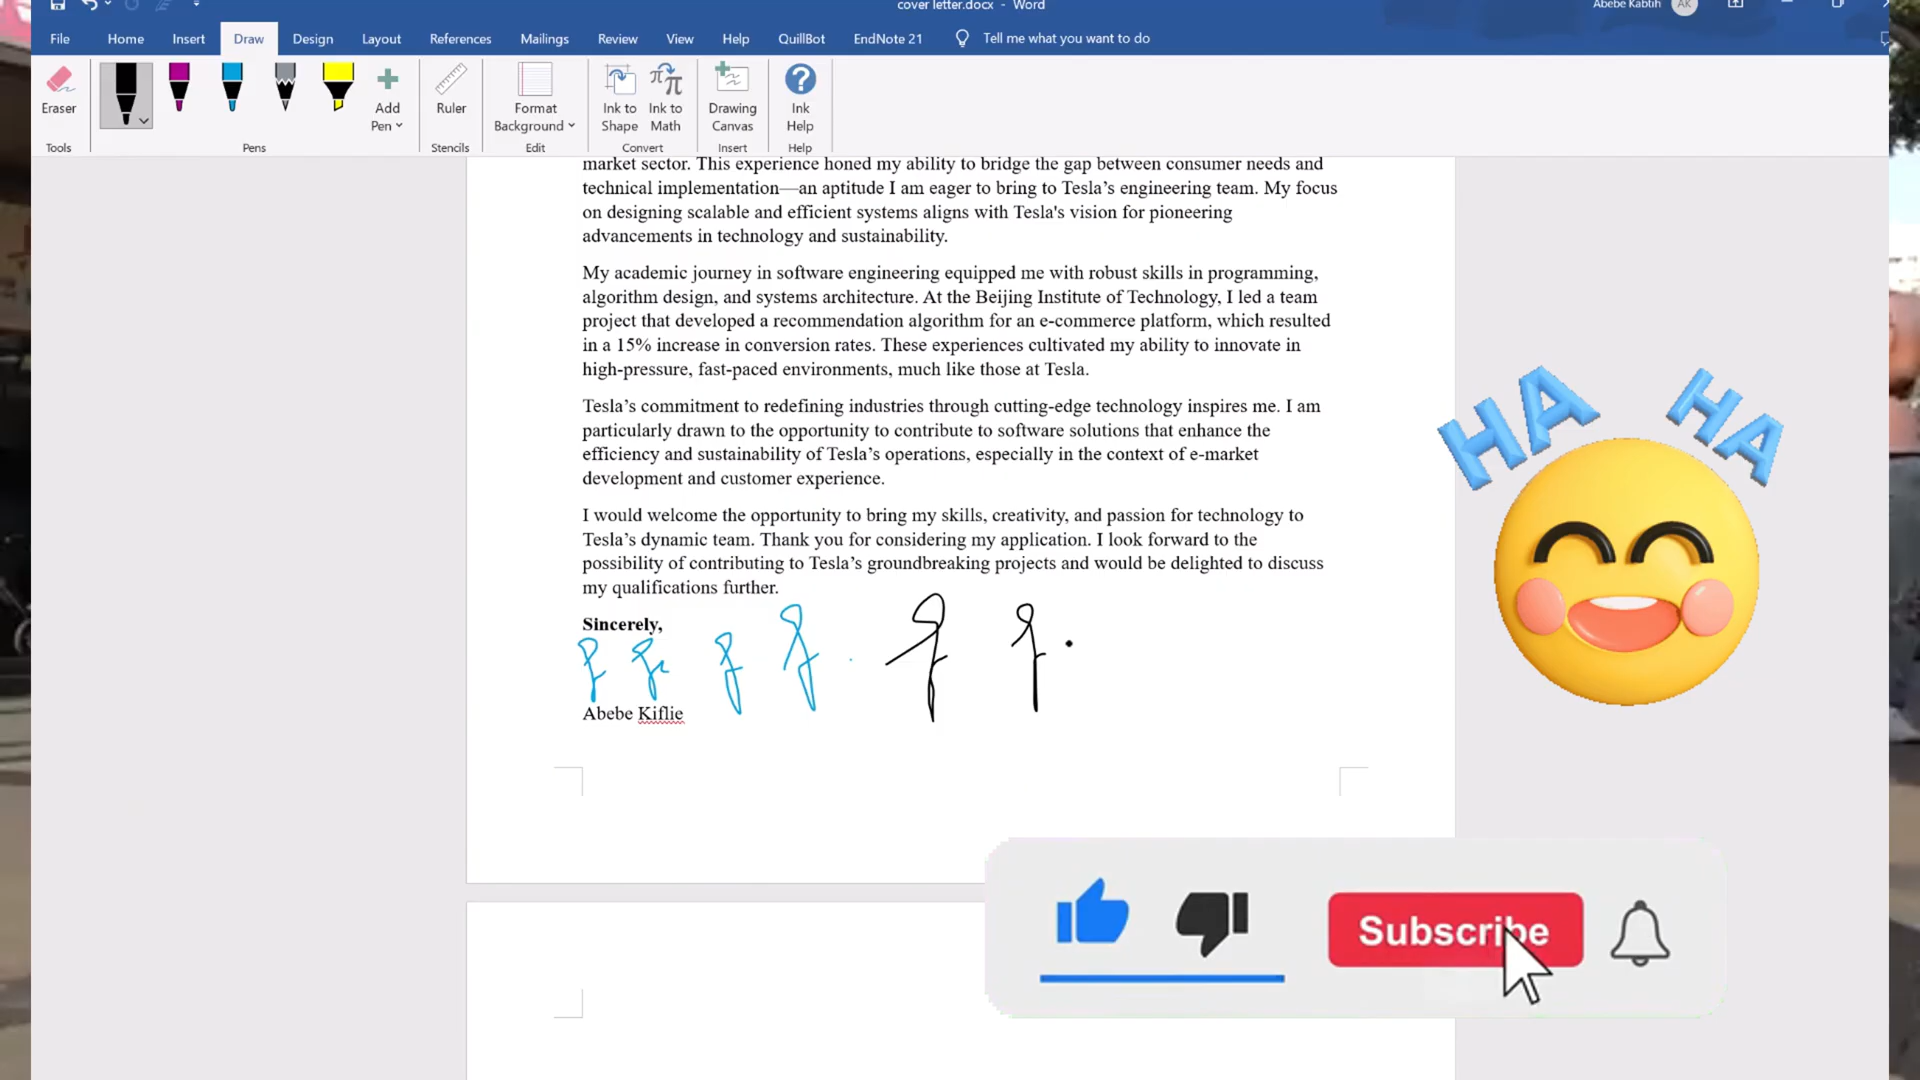 cover letter.docx - Word
Abebe Kabtih
AK
File Home Insert Draw Design Layout References Mailings Review View Help QuillBot EndNote 21 Tell me what you want to do
Eraser
Add Pen
Ruler
Format Background
Ink to Shape
Ink to Math
Drawing Canvas
Ink Help
Tools Pens Stencils Edit Convert Insert Help
market sector. This experience honed my ability to bridge the gap between consumer needs and
technical implementation—an aptitude I am eager to bring to Tesla’s engineering team. My focus
on designing scalable and efficient systems aligns with Tesla's vision for pioneering
advancements in technology and sustainability.
My academic journey in software engineering equipped me with robust skills in programming,
algorithm design, and systems architecture. At the Beijing Institute of Technology, I led a team
project that developed a recommendation algorithm for an e-commerce platform, which resulted
in a 15% increase in conversion rates. These experiences cultivated my ability to innovate in
high-pressure, fast-paced environments, much like those at Tesla.
Tesla’s commitment to redefining industries through cutting-edge technology inspires me. I am
particularly drawn to the opportunity to contribute to software solutions that enhance the
efficiency and sustainability of Tesla’s operations, especially in the context of e-market
development and customer experience.
I would welcome the opportunity to bring my skills, creativity, and passion for technology to
Tesla’s dynamic team. Thank you for considering my application. I look forward to the
possibility of contributing to Tesla’s groundbreaking projects and would be delighted to discuss
my qualifications further.
Sincerely,
Abebe Kiflie
HA HA
Subscribe